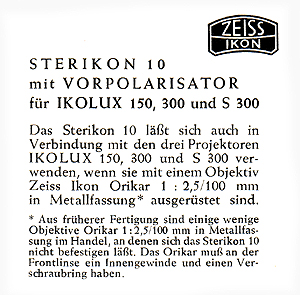 ZEISS
IKON
STERIKON 10
mit VORPOLARISATOR
für IKOLUX 150, 300 und S 300
Das Sterikon 10 läßt sich auch in
Verbindung mit den drei Projektoren
IKOLUX 150, 300 und S 300 ver-
wenden, wenn sie mit einem Objektiv
Zeiss Ikon Orikar 1 : 2,5/100 mm
in Metallfassung* ausgerüstet sind.
* Aus früherer Fertigung sind einige wenige
Objektive Orikar 1:2,5/100 mm in Metallfas-
sung im Handel, an denen sich das Sterikon 10
nicht befestigen läßt. Das Orikar muß an der
Frontlinse ein Innengewinde und einen Ver-
schraubring haben.